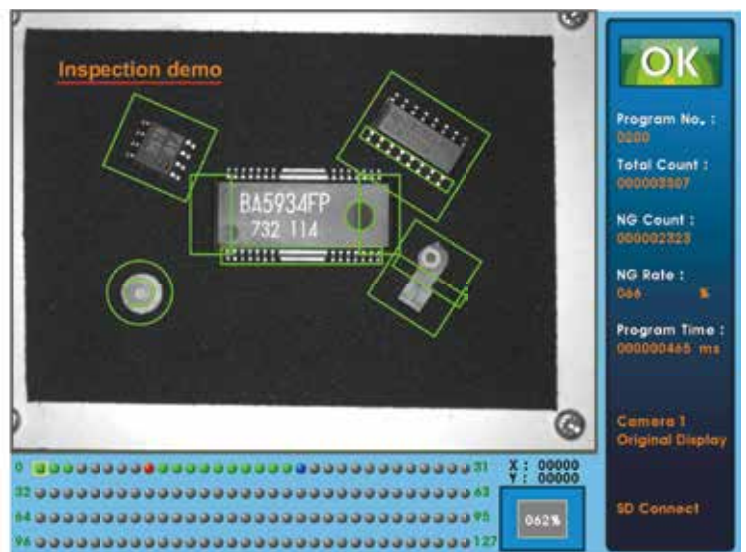 Inspection demo
BA5934FP
732 114
OK
Program No. :
0200
Total Count :
000003507
NG Count :
000002323
NG Rate :
066 %
Program Time :
000000465 ms
Camera 1
Original Display
SD Connect
0 31
32 63
64 95
96 127
X : 00000
Y : 00000
062%